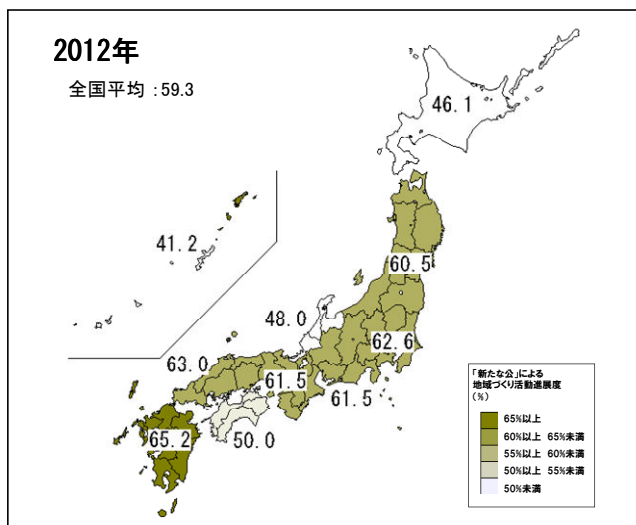 2012年
全国平均：59.3
46.1
41.2
60.5
48.0
62.6
63.0
61.5
61.5
65.2
50.0
「新たな公」による
地域づくり活動進展度
(%)
65%以上
60%以上 65%未満
55%以上 60%未満
50%以上 55%未満
50%未満